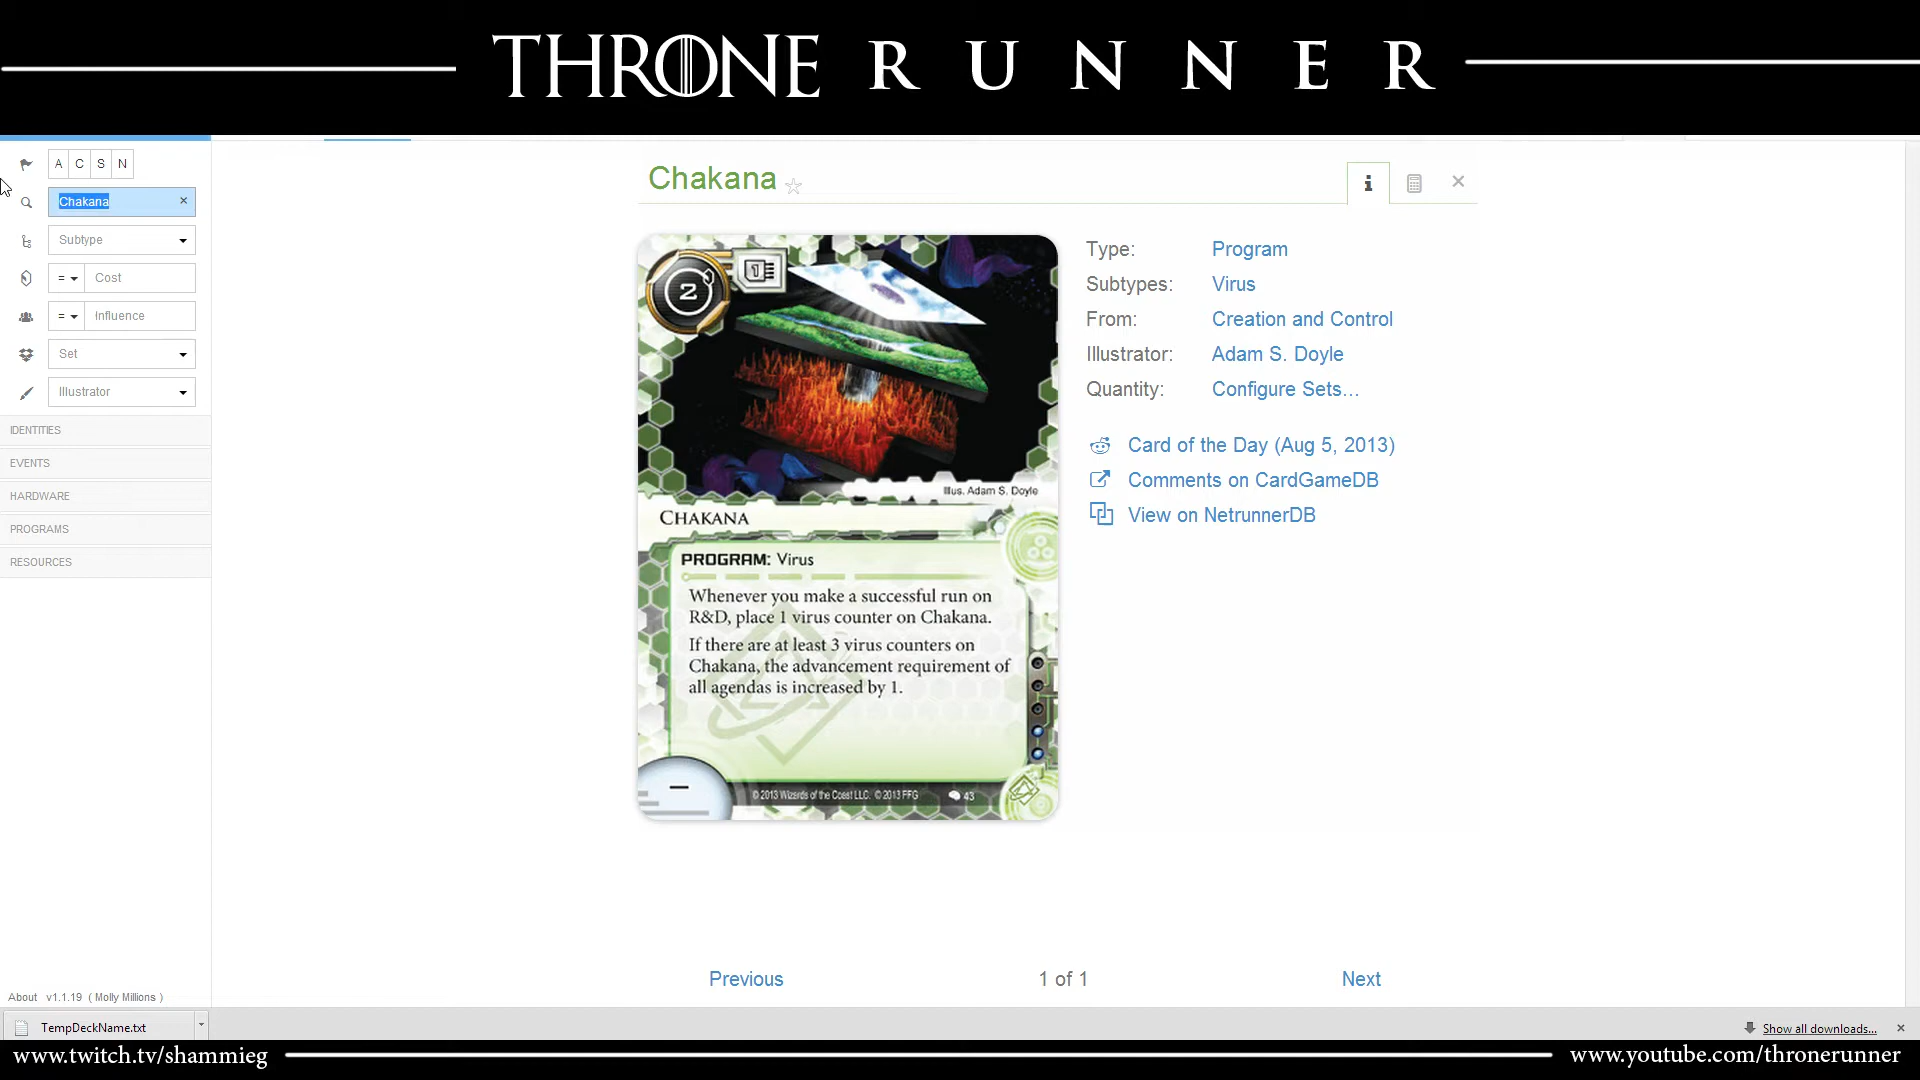 THRONE RUNNER
A C S N
Chakana
Subtype
= Cost
= Influence
Set
Illustrator
IDENTITIES
EVENTS
HARDWARE
PROGRAMS
RESOURCES
About v1.1.19 ( Molly Millions )
Chakana
2
1
Illus. Adam S. Doyle
CHAKANA
PROGRAM: Virus
Whenever you make a successful run on
R&D, place 1 virus counter on Chakana.
If there are at least 3 virus counters on
Chakana, the advancement requirement of
all agendas is increased by 1.
–
© 2013 Wizards of the Coast LLC. © 2013 FFG 43
Type: Program
Subtypes: Virus
From: Creation and Control
Illustrator: Adam S. Doyle
Quantity: Configure Sets...
Card of the Day (Aug 5, 2013)
Comments on CardGameDB
View on NetrunnerDB
Previous 1 of 1 Next
TempDeckName.txt
Show all downloads...
www.twitch.tv/shammieg
www.youtube.com/thronerunner